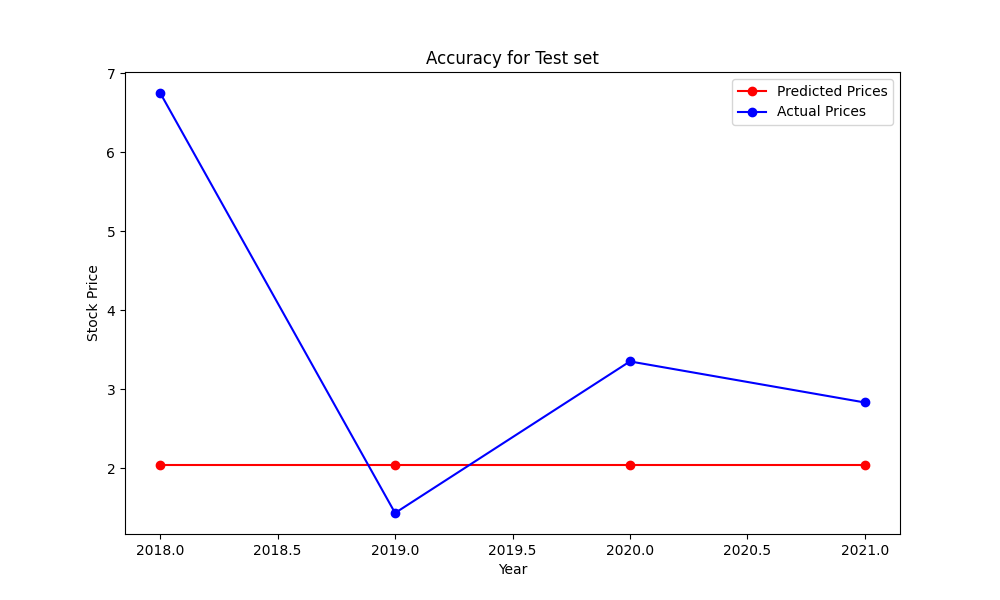 Accuracy for Test set
Predicted Prices
Actual Prices
7
6
5
4
3
2
Stock Price
2018.0 2018.5 2019.0 2019.5 2020.0 2020.5 2021.0
Year